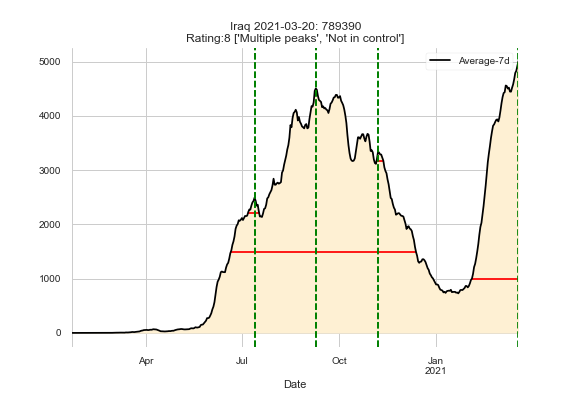 Iraq 2021-03-20: 789390
Rating:8 ['Multiple peaks', 'Not in control']
Average-7d
5000
4000
3000
2000
1000
0
Apr
Jul
Oct
Jan
2021
Date